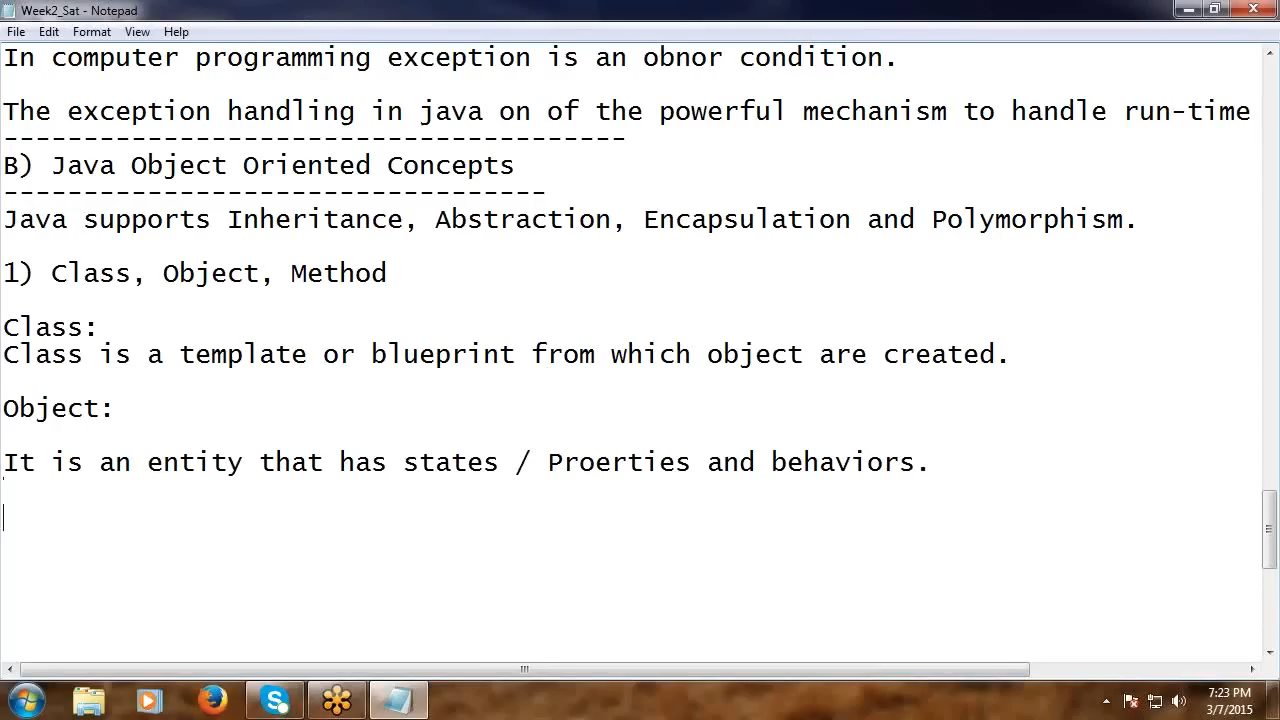 Week2_Sat - Notepad
File Edit Format View Help
In computer programming exception is an obnor condition.
The exception handling in java on of the powerful mechanism to handle run-time
---------------------------------------
B) Java Object Oriented Concepts
----------------------------------
Java supports Inheritance, Abstraction, Encapsulation and Polymorphism.
1) Class, Object, Method
Class:
Class is a template or blueprint from which object are created.
Object:
It is an entity that has states / Proerties and behaviors.
7:23 PM
3/7/2015